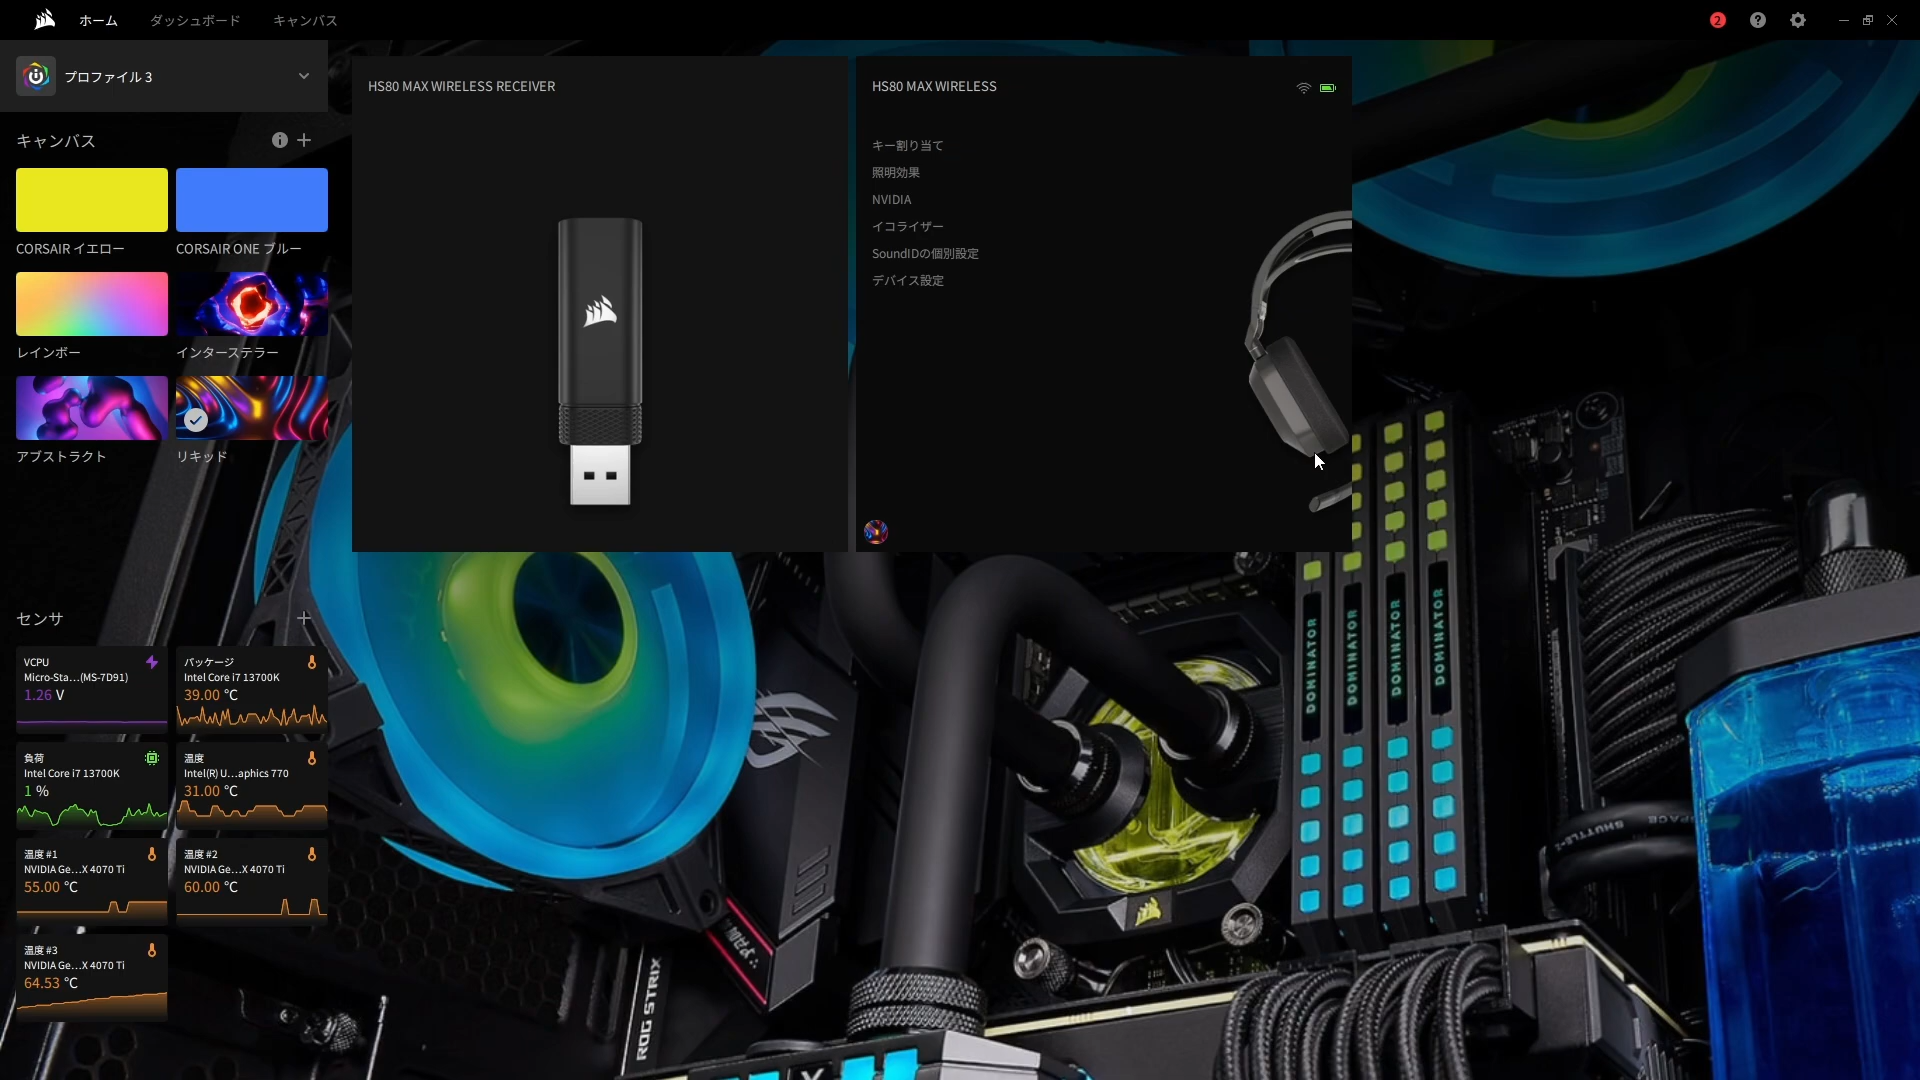 ホーム
ダッシュボード
キャンバス
2
プロファイル 3
キャンバス
CORSAIR イエロー
CORSAIR ONE ブルー
レインボー
インターステラー
アブストラクト
リキッド
センサ
VCPU
Micro-Sta...(MS-7D91)
1.26 V
パッケージ
Intel Core i7 13700K
39.00 °C
負荷
Intel Core i7 13700K
1 %
温度
Intel(R) U...aphics 770
31.00 °C
温度 #1
NVIDIA Ge...X 4070 Ti
55.00 °C
温度 #2
NVIDIA Ge...X 4070 Ti
60.00 °C
温度 #3
NVIDIA Ge...X 4070 Ti
64.53 °C
HS80 MAX WIRELESS RECEIVER
HS80 MAX WIRELESS
キー割り当て
照明効果
NVIDIA
イコライザー
SoundIDの個別設定
デバイス設定
DOMINATOR
DOMINATOR
DOMINATOR
DOMINATOR
ROG STRIX
SPACE
SHUTTLE